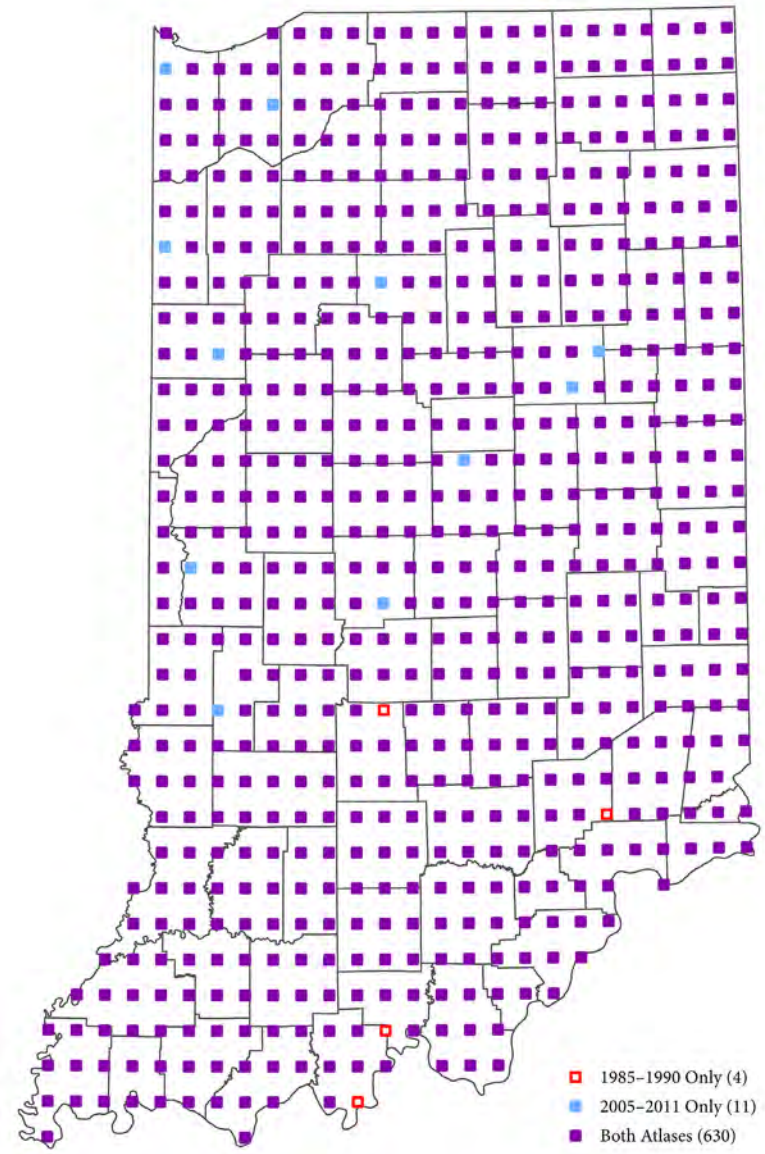 1985–1990 Only (4)
2005–2011 Only (11)
Both Atlases (630)